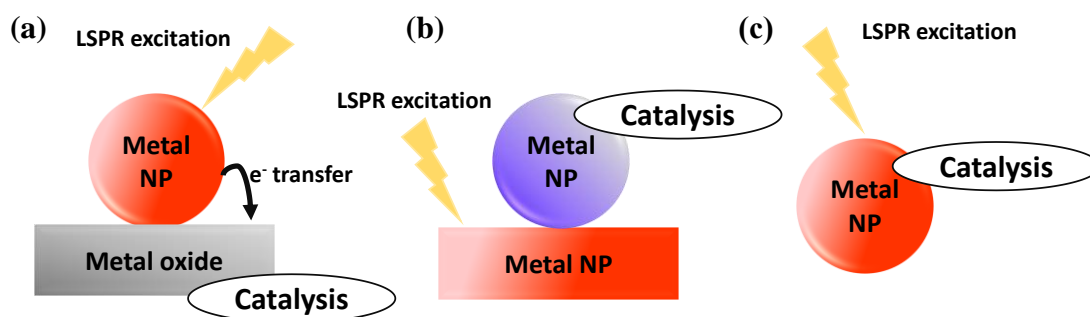 (a)
LSPR excitation
Metal
NP
e⁻ transfer
Metal oxide
Catalysis
(b)
LSPR excitation
Catalysis
Metal
NP
Metal NP
(c)
LSPR excitation
Catalysis
Metal
NP